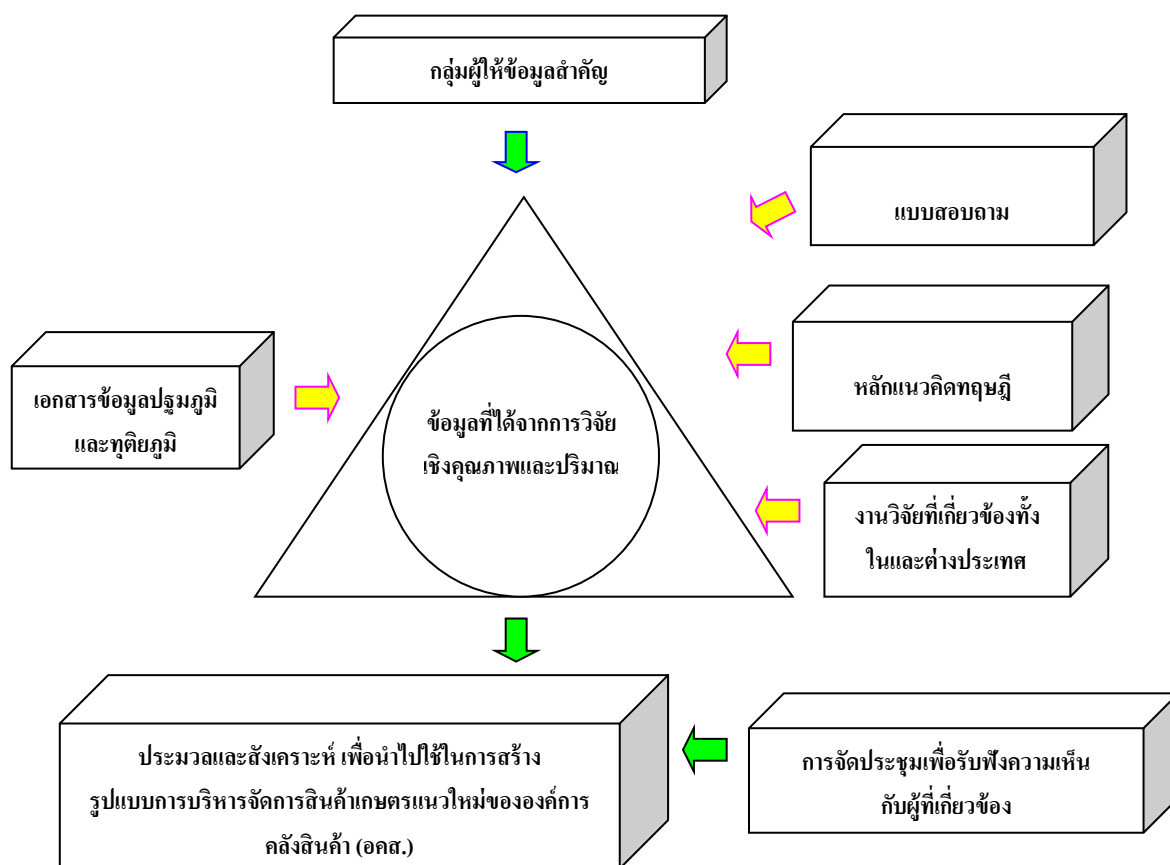 กลุ่มผู้ให้ข้อมูลสำคัญ
แบบสอบถาม
หลักแนวคิดทฤษฎี
เอกสารข้อมูลปฐมภูมิ
และทุติยภูมิ
ข้อมูลที่ได้จากการวิจัย
เชิงคุณภาพและปริมาณ
งานวิจัยที่เกี่ยวข้องทั้ง
ในและต่างประเทศ
ประมวลและสังเคราะห์ เพื่อนำไปใช้ในการสร้าง
รูปแบบการบริหารจัดการสินค้าเกษตรแนวใหม่ขององค์การ
คลังสินค้า (อคส.)
การจัดประชุมเพื่อรับฟังความเห็น
กับผู้ที่เกี่ยวข้อง